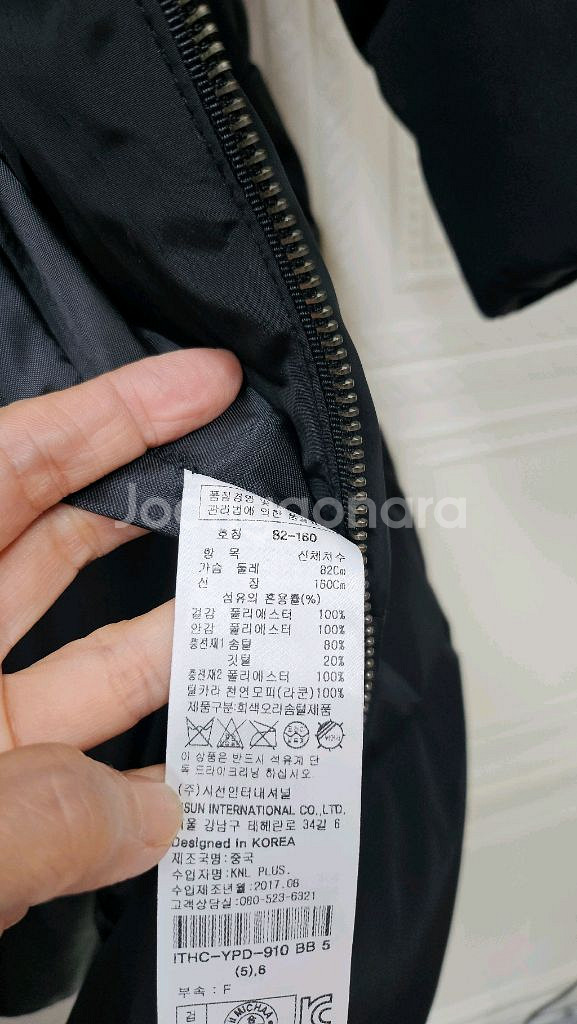 품질경영 및
관리법에 의한 품질표시
Joonggonara
호칭 82-160
항 목 신체치수
가슴 둘레 82Cm
신 장 160Cm
섬유의 혼용률(%)
겉감 폴리에스터 100%
안감 폴리에스터 100%
충전재1 솜털 80%
깃털 20%
충전재2 폴리에스터 100%
털카라 천연모피(라쿤)100%
제품구분:회색오리솜털제품
이 상품은 반드시 석유계 단
독 드라이크리닝 하십시오.
(주)시선인터내셔널
ISUN INTERNATIONAL CO.,LTD.
서울 강남구 테헤란로 34길 6
Designed in KOREA
제조국명:중국
수입자명:KNL PLUS.
수입제조년월:2017.08
고객상담실:080-523-6321
ITHC-YPD-910 BB 5
(5),6
부속 : F
검
MICHAA